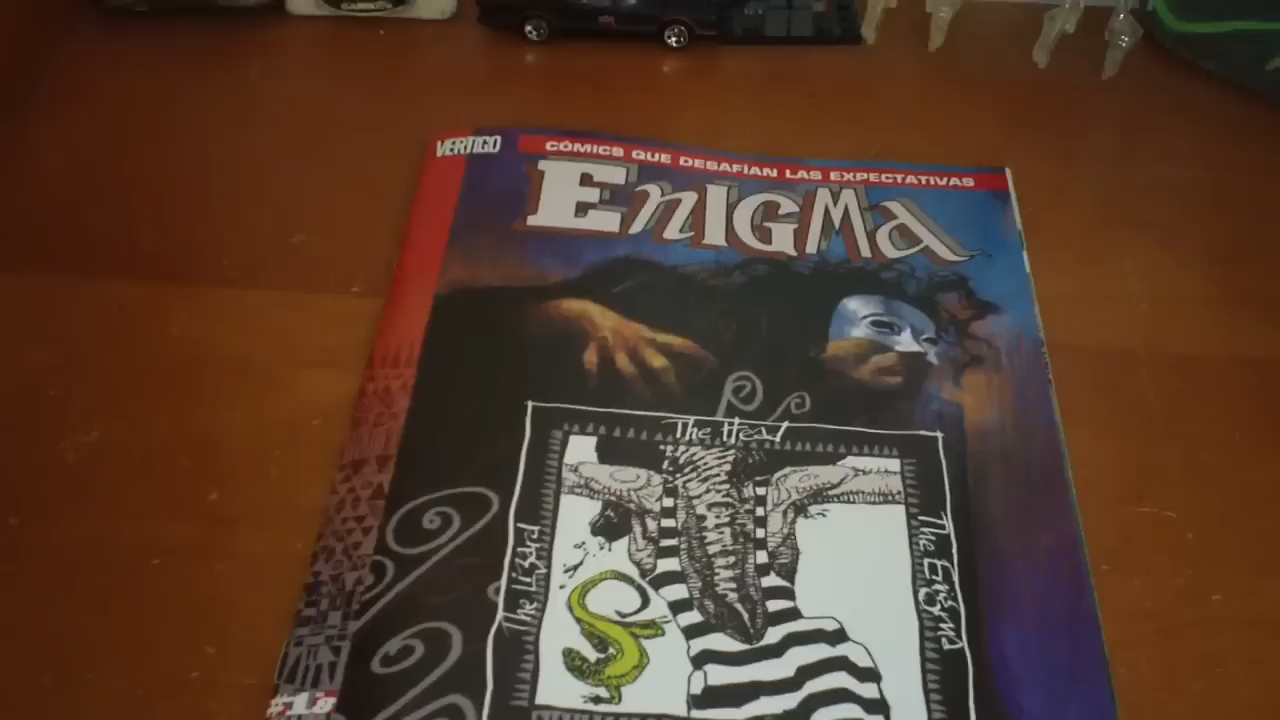 VERTIGO
CÓMICS QUE DESAFÍAN LAS EXPECTATIVAS
EnIGMa
The Head
The Lizard
The Enigma